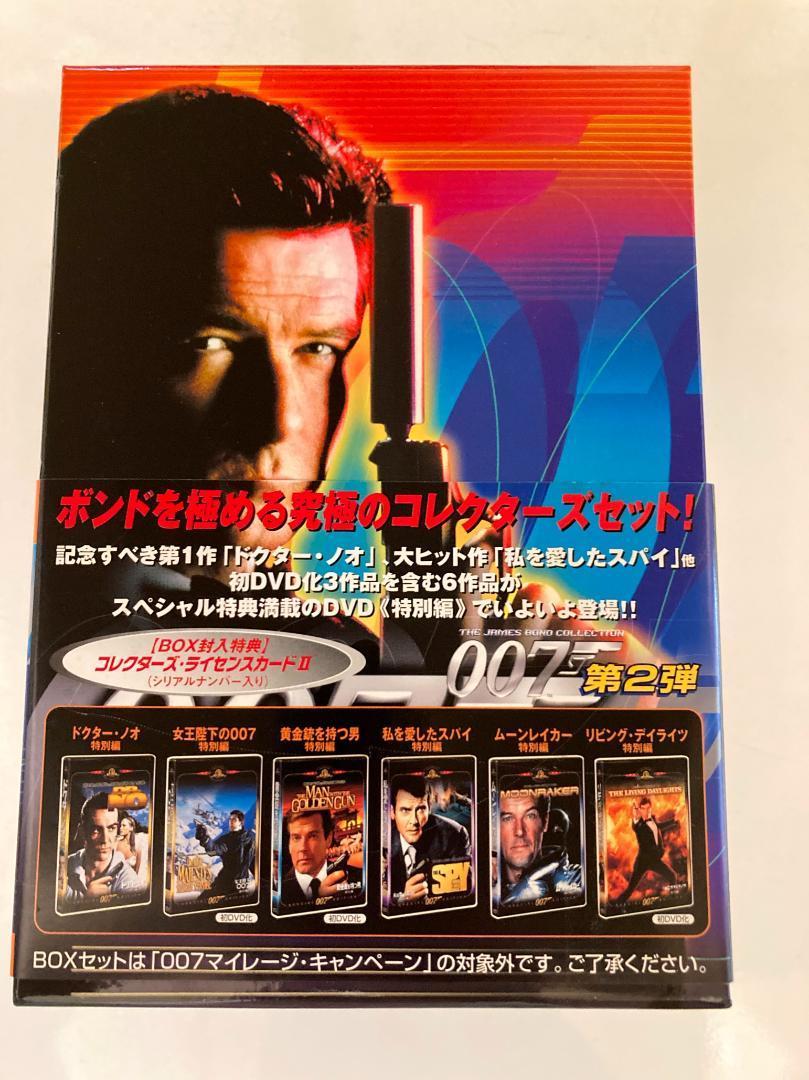 ボンドを極める究極のコレクターズセット!
記念すべき第1作「ドクター・ノオ」、大ヒット作「私を愛したスパイ」他
初DVD化3作品を含む6作品が
スペシャル特典満載のDVD《特別編》でいよいよ登場!!
THE JAMES BOND COLLECTION
007 第2弾
[BOX封入特典]
コレクターズ・ライセンスカードⅡ
(シリアルナンバー入り)
ドクター・ノオ
特別編
女王陛下の007
特別編
黄金銃を持つ男
特別編
私を愛したスパイ
特別編
ムーンレイカー
特別編
リビング・デイライツ
特別編
NO
THE MAN
WITH THE
GOLDEN GUN
SPY
MOONRAKER
THE LIVING DAYLIGHTS
初DVD化
初DVD化
初DVD化
BOXセットは「007マイレージ・キャンペーン」の対象外です。ご了承ください。